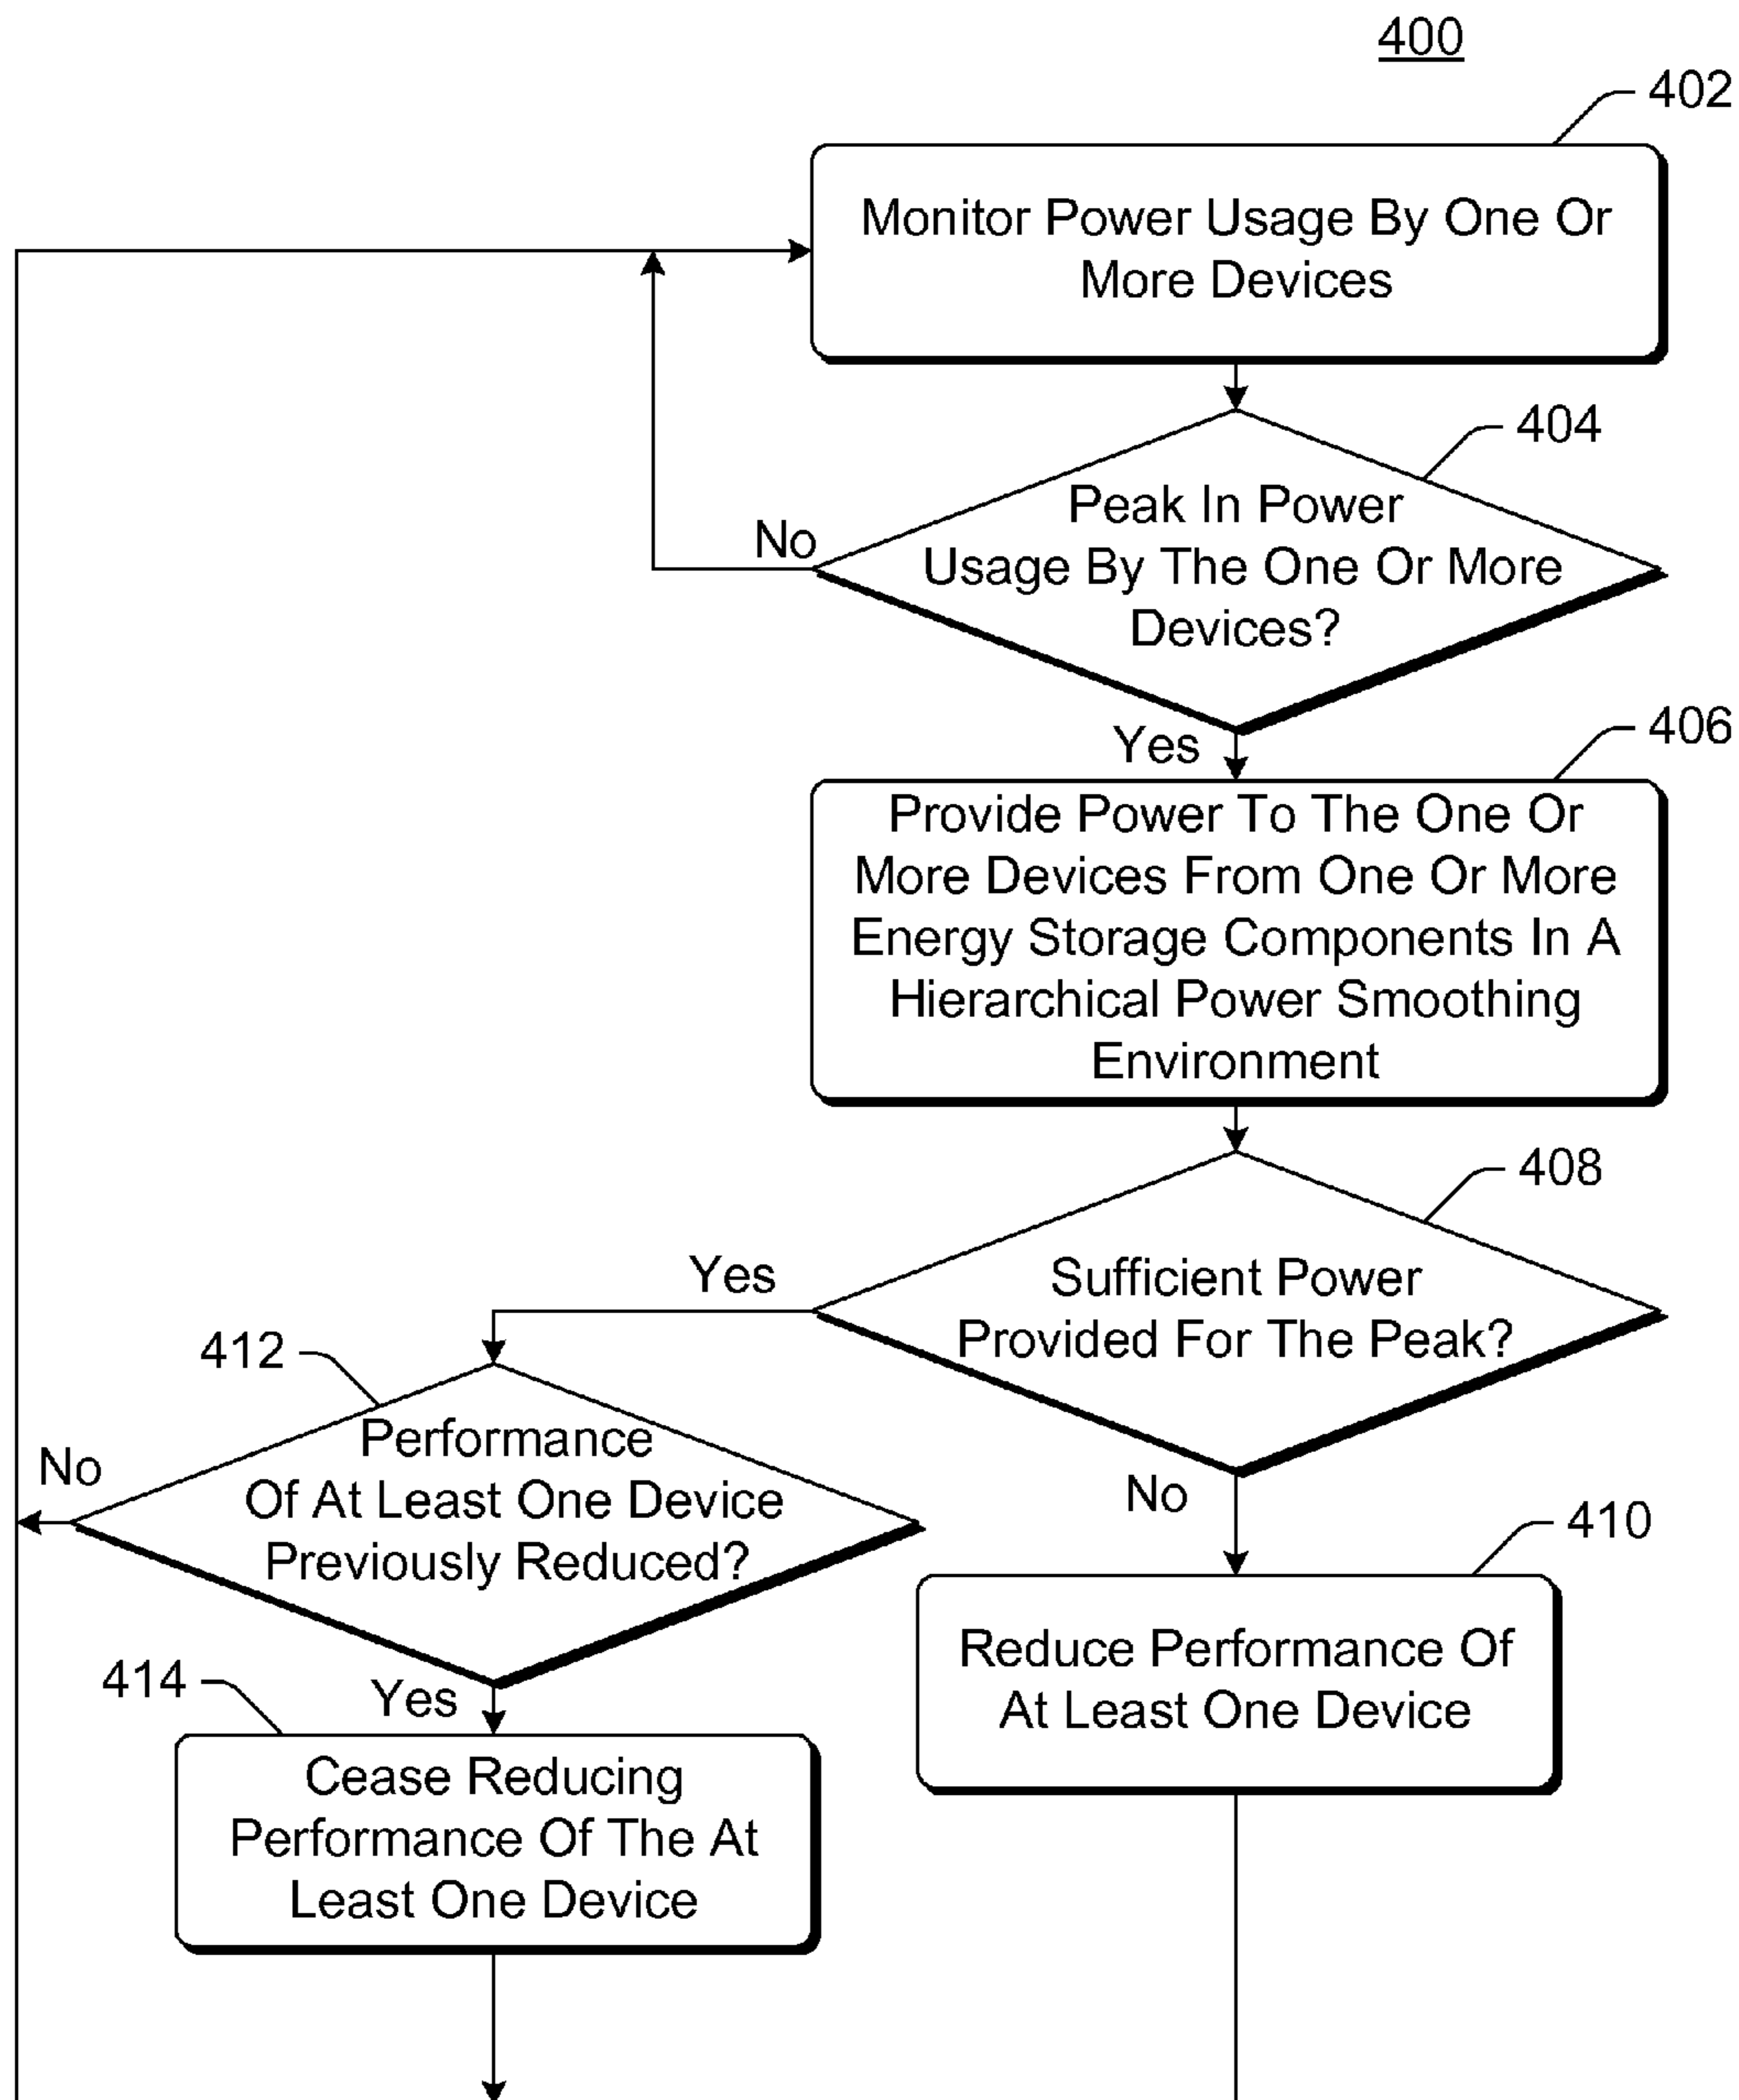 400
402
Monitor Power Usage By One Or
More Devices
404
Peak In Power
Usage By The One Or More
Devices?
No
Yes
406
Provide Power To The One Or
More Devices From One Or More
Energy Storage Components In A
Hierarchical Power Smoothing
Environment
408
Sufficient Power
Provided For The Peak?
Yes
No
412
Performance
Of At Least One Device
Previously Reduced?
No
Yes
410
Reduce Performance Of
At Least One Device
414
Cease Reducing
Performance Of The At
Least One Device